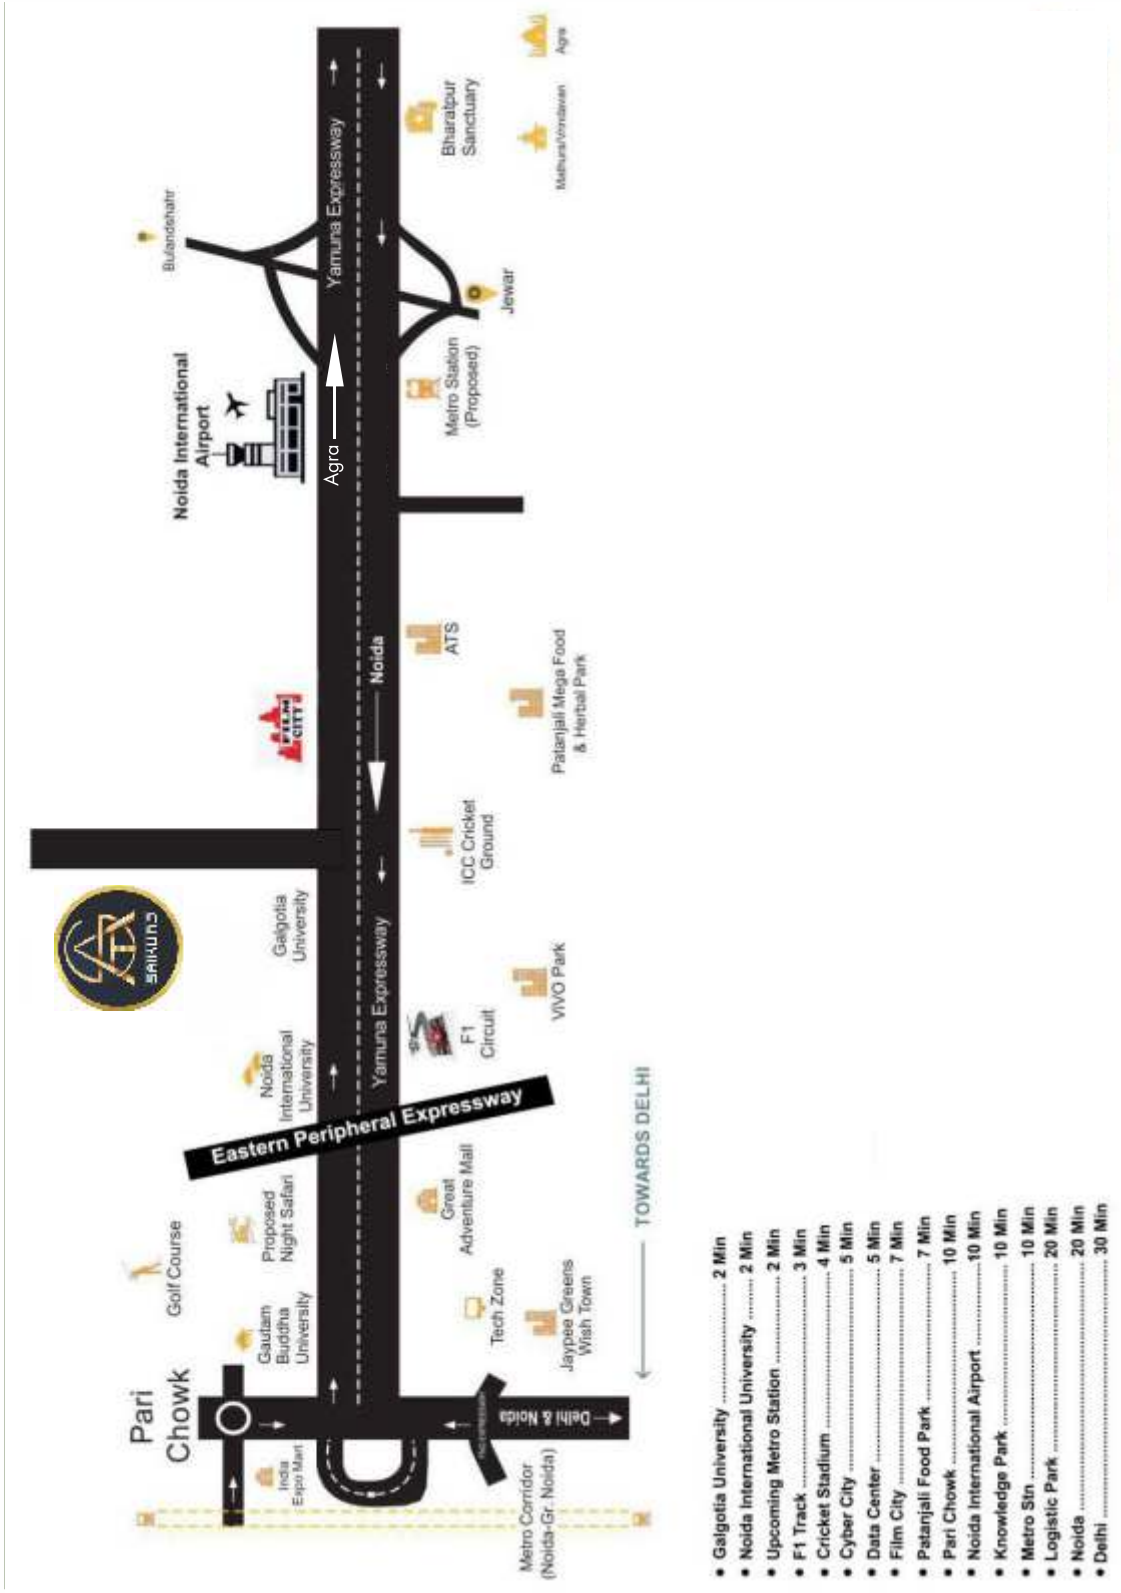 Pari
Chowk
Golf Course
Gautam
Buddha
University
Proposed
Night Safari
Noida
International
University
Galgotia
University
SAIKUNJ
FILM
CITY
Noida International
Airport
Bulandshahr
India
Expo Mart
Eastern Peripheral Expressway
Agra
Yamuna Expressway
Yamuna Expressway
Noida
Delhi & Noida
Metro Corridor
(Noida-Gr. Noida)
Tech Zone
Jaypee Greens
Wish Town
Great
Adventure Mall
F1
Circuit
VIVO Park
ICC Cricket
Ground
ATS
Patanjali Mega Food
& Herbal Park
Metro Station
(Proposed)
Jewar
Bharatpur
Sanctuary
Mathura/Vrindavan
Agra
TOWARDS DELHI
• Galgotia University ........................ 2 Min
• Noida International University ......... 2 Min
• Upcoming Metro Station ................ 2 Min
• F1 Track ........................................ 3 Min
• Cricket Stadium ............................. 4 Min
• Cyber City ..................................... 5 Min
• Data Center ................................... 5 Min
• Film City ........................................ 7 Min
• Patanjali Food Park ........................ 7 Min
• Pari Chowk .................................... 10 Min
• Noida International Airport .............. 10 Min
• Knowledge Park ............................. 10 Min
• Metro Stn ....................................... 10 Min
• Logistic Park .................................. 20 Min
• Noida ............................................. 20 Min
• Delhi .............................................. 30 Min